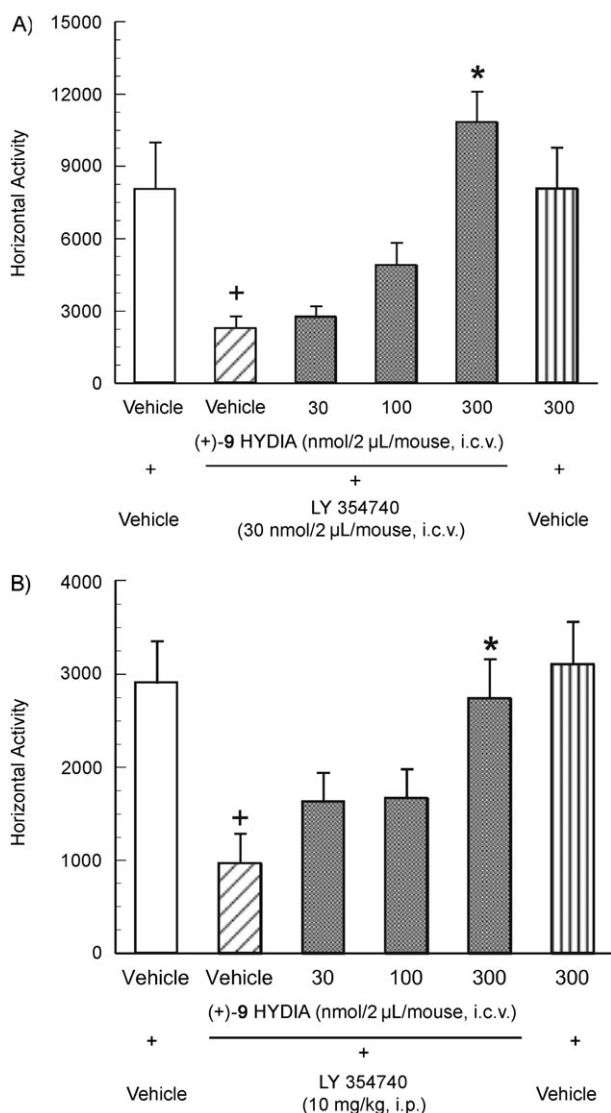 A)
Horizontal Activity
15000
12000
9000
6000
3000
0
+
*
Vehicle Vehicle 30 100 300 300
(+)-9 HYDIA (nmol/2 μL/mouse, i.c.v.)
+ + +
Vehicle LY 354740 Vehicle
(30 nmol/2 μL/mouse, i.c.v.)
B)
Horizontal Activity
4000
3000
2000
1000
0
+
*
Vehicle Vehicle 30 100 300 300
(+)-9 HYDIA (nmol/2 μL/mouse, i.c.v.)
+ + +
Vehicle LY 354740 Vehicle
(10 mg/kg, i.p.)